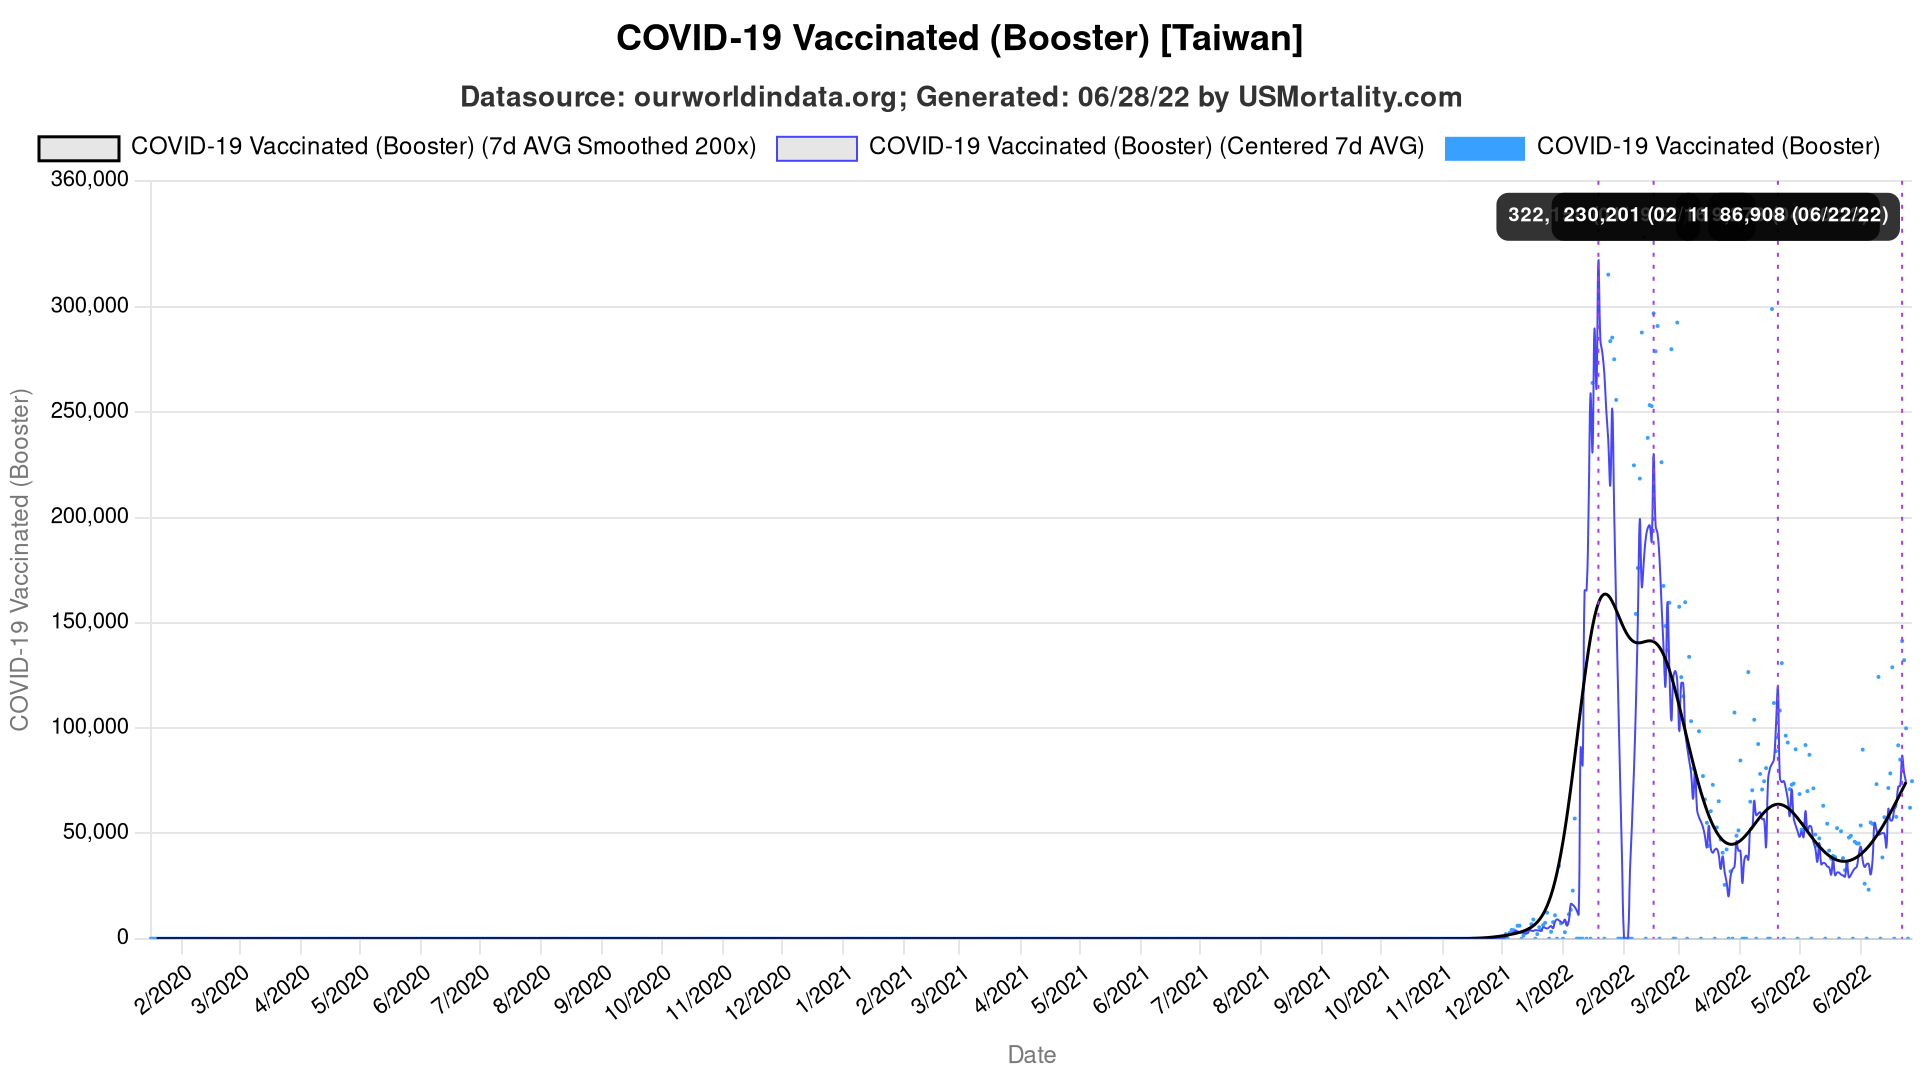 COVID-19 Vaccinated (Booster) [Taiwan]
Datasource: ourworldindata.org; Generated: 06/28/22 by USMortality.com
COVID-19 Vaccinated (Booster) (7d AVG Smoothed 200x) COVID-19 Vaccinated (Booster) (Centered 7d AVG) COVID-19 Vaccinated (Booster)
360,000
322, 230,201 (02 11 86,908 (06/22/22)
300,000
250,000
200,000
150,000
100,000
50,000
0
COVID-19 Vaccinated (Booster)
2/2020 3/2020 4/2020 5/2020 6/2020 7/2020 8/2020 9/2020 10/2020 11/2020 12/2020 1/2021 2/2021 3/2021 4/2021 5/2021 6/2021 7/2021 8/2021 9/2021 10/2021 11/2021 12/2021 1/2022 2/2022 3/2022 4/2022 5/2022 6/2022
Date